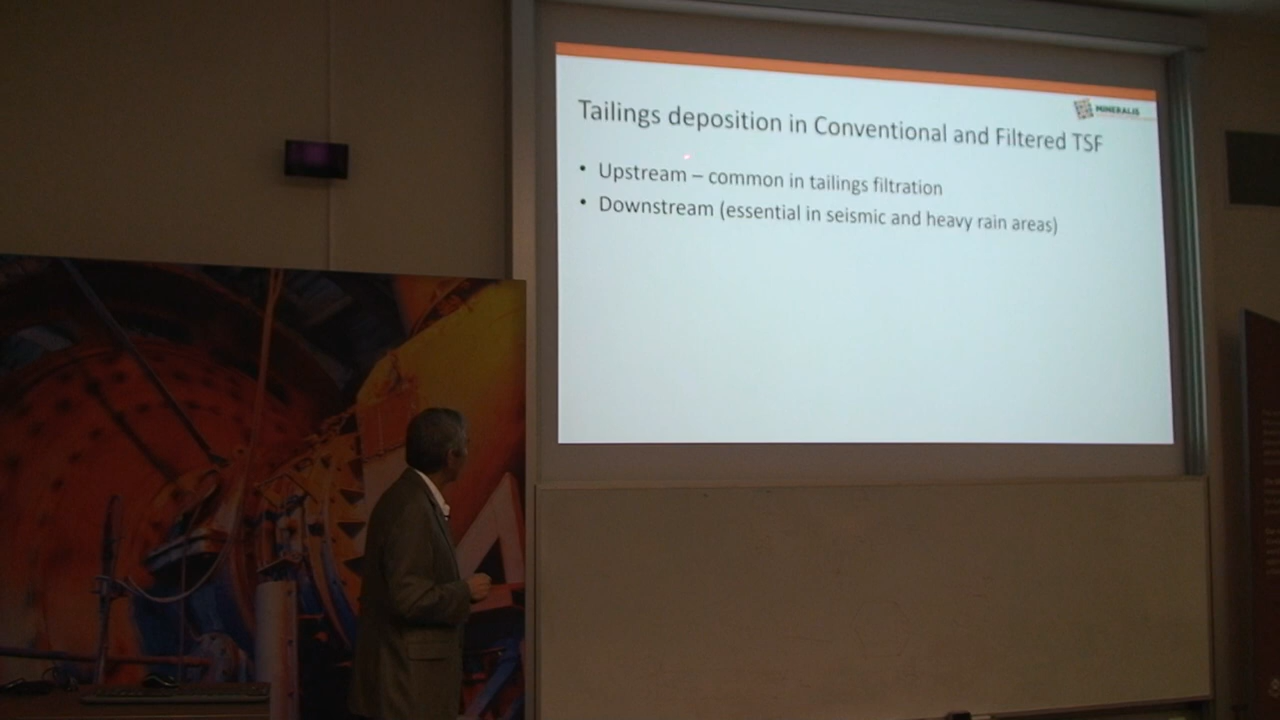 MINERALIS
Tailings deposition in Conventional and Filtered TSF
• Upstream – common in tailings filtration
• Downstream (essential in seismic and heavy rain areas)